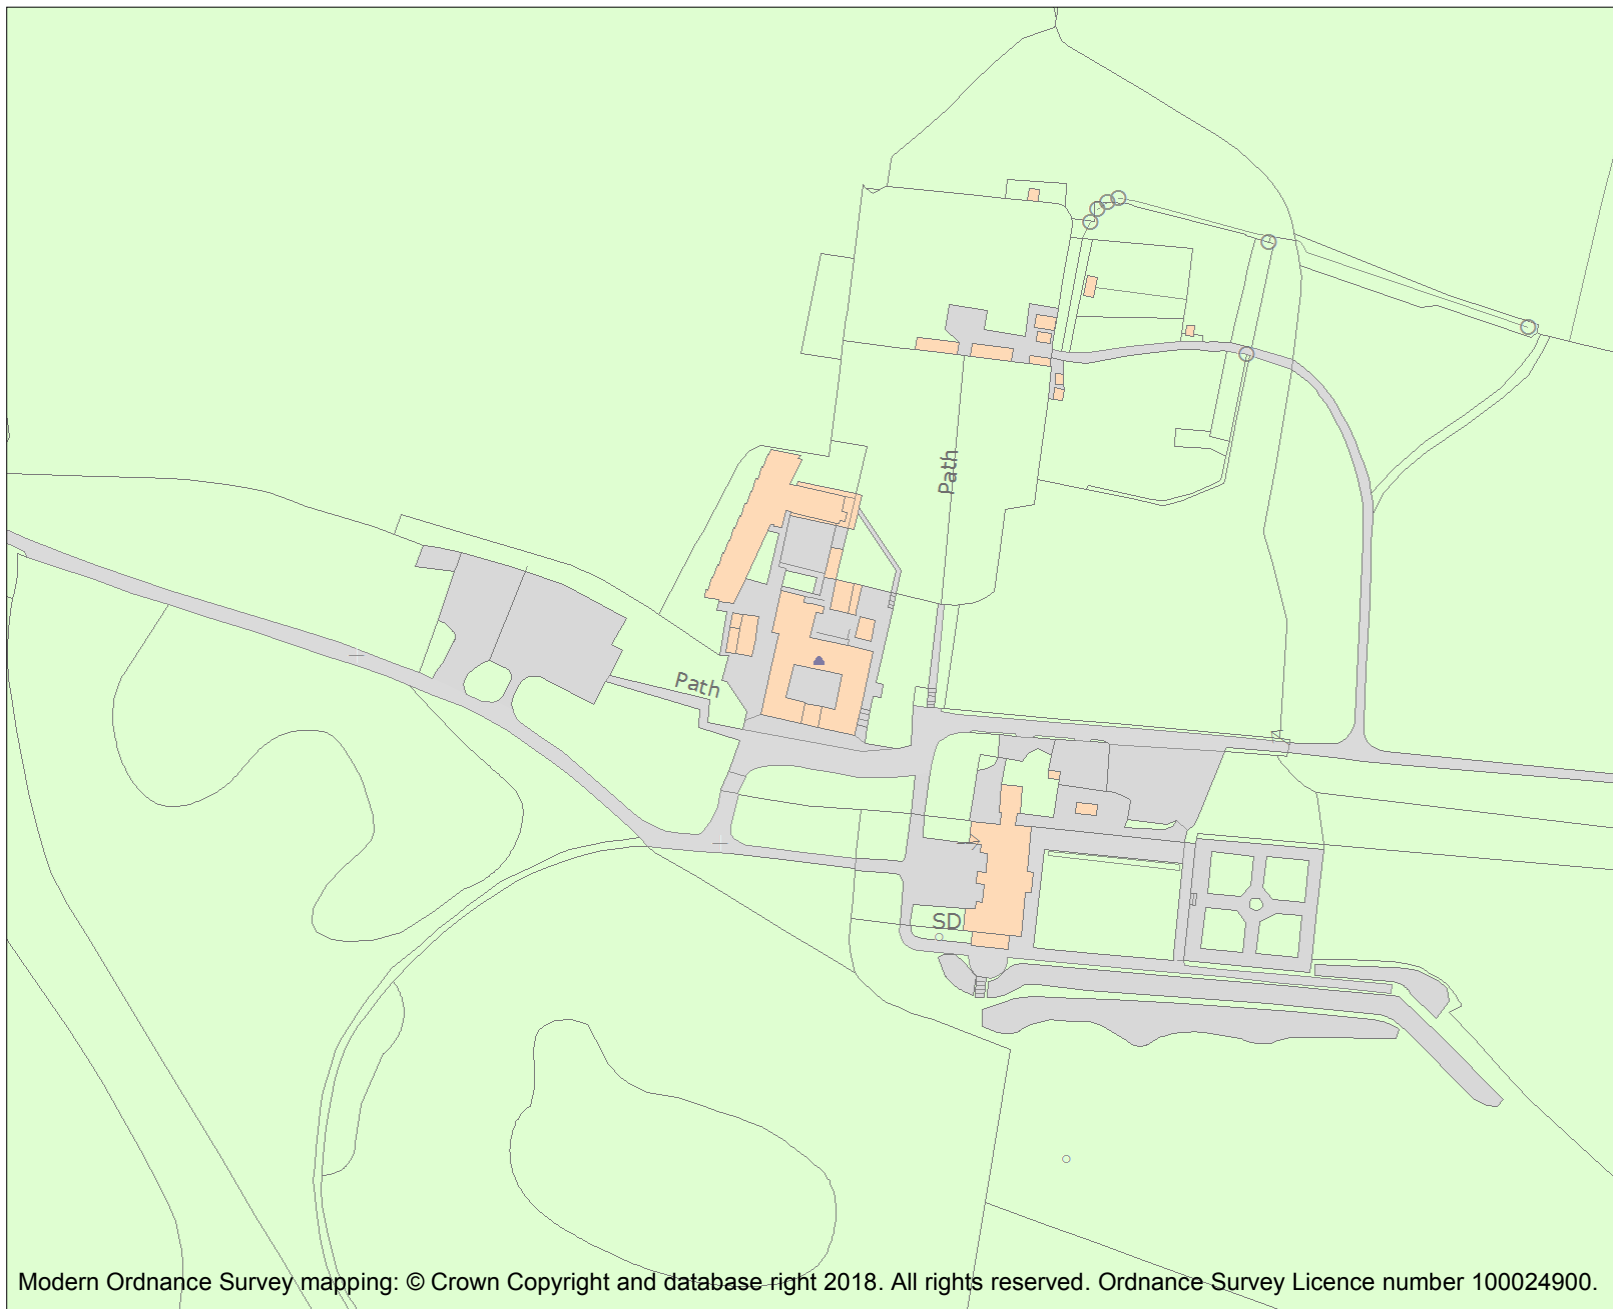 Path
Path
SD
Modern Ordnance Survey mapping: © Crown Copyright and database right 2018. All rights reserved. Ordnance Survey Licence number 100024900.